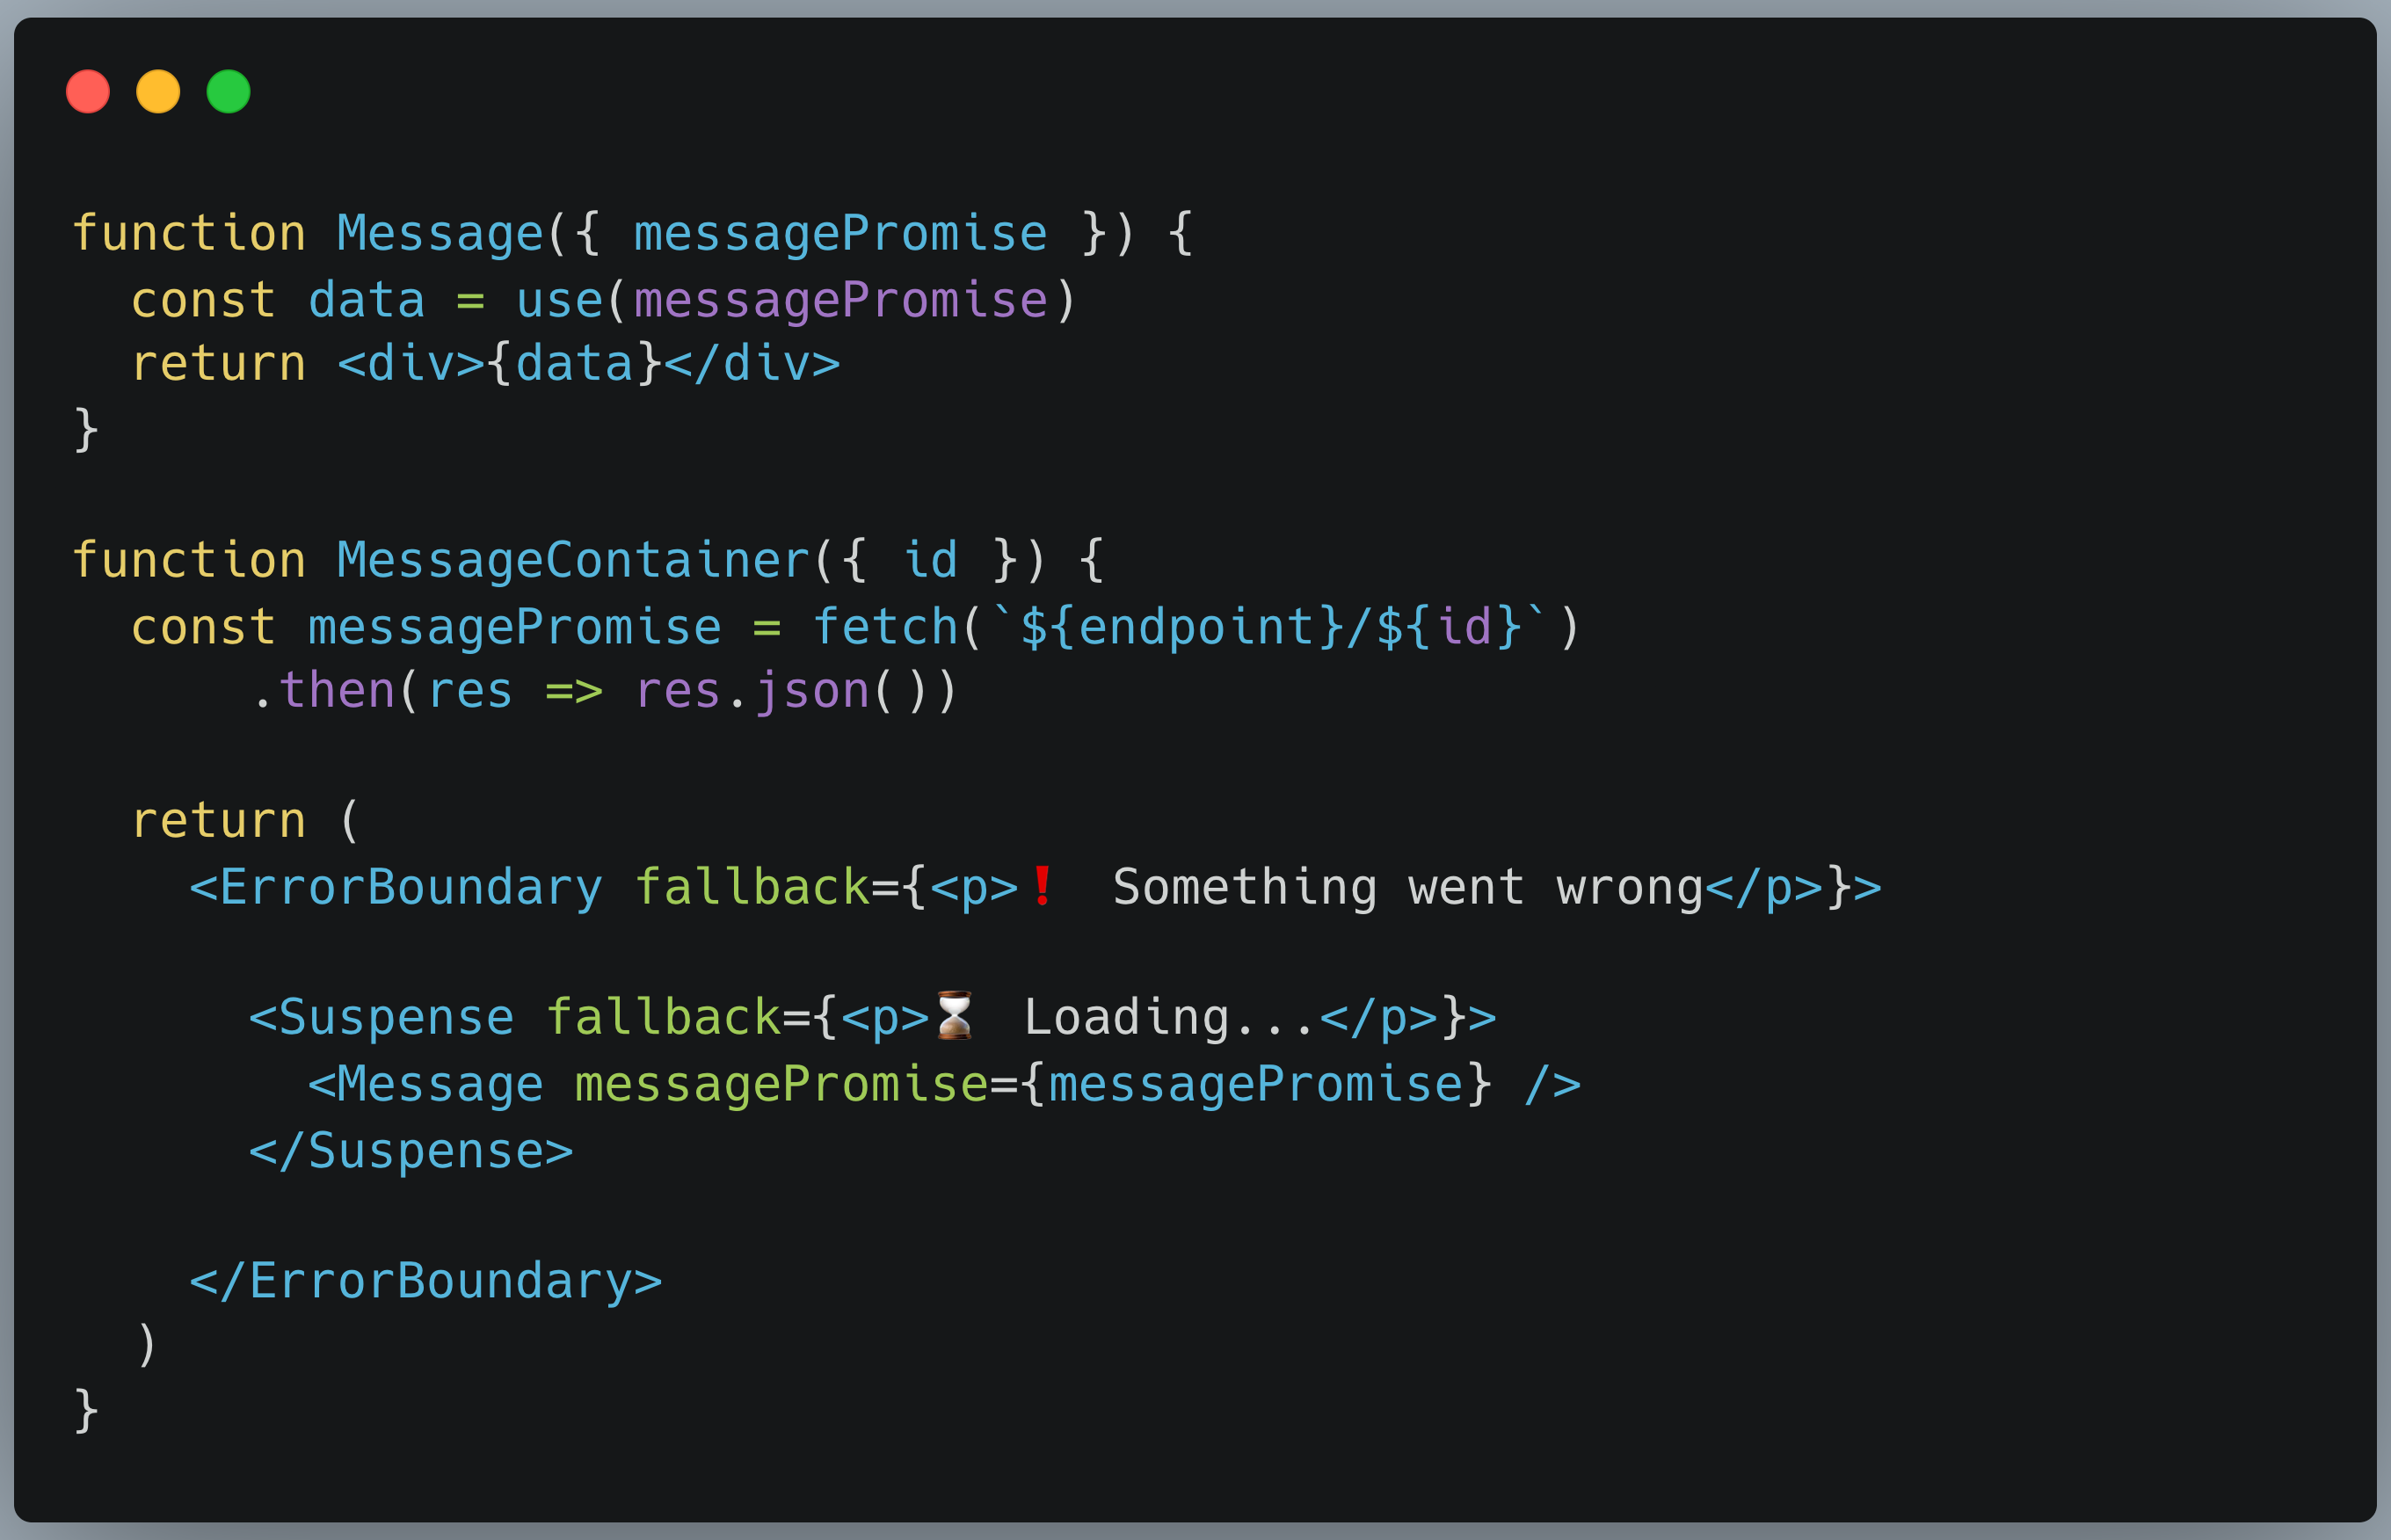 function Message({ messagePromise }) {
  const data = use(messagePromise)
  return <div>{data}</div>
}

function MessageContainer({ id }) {
  const messagePromise = fetch(`${endpoint}/${id}`)
      .then(res => res.json())

  return (
    <ErrorBoundary fallback={<p>❗ Something went wrong</p>}>

      <Suspense fallback={<p>⌛ Loading...</p>}>
        <Message messagePromise={messagePromise} />
      </Suspense>

    </ErrorBoundary>
  )
}